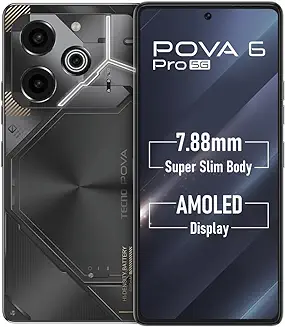 POVA 6
Pro 5G
7.88mm
Super Slim Body
AMOLED
Display
TECNO POVA